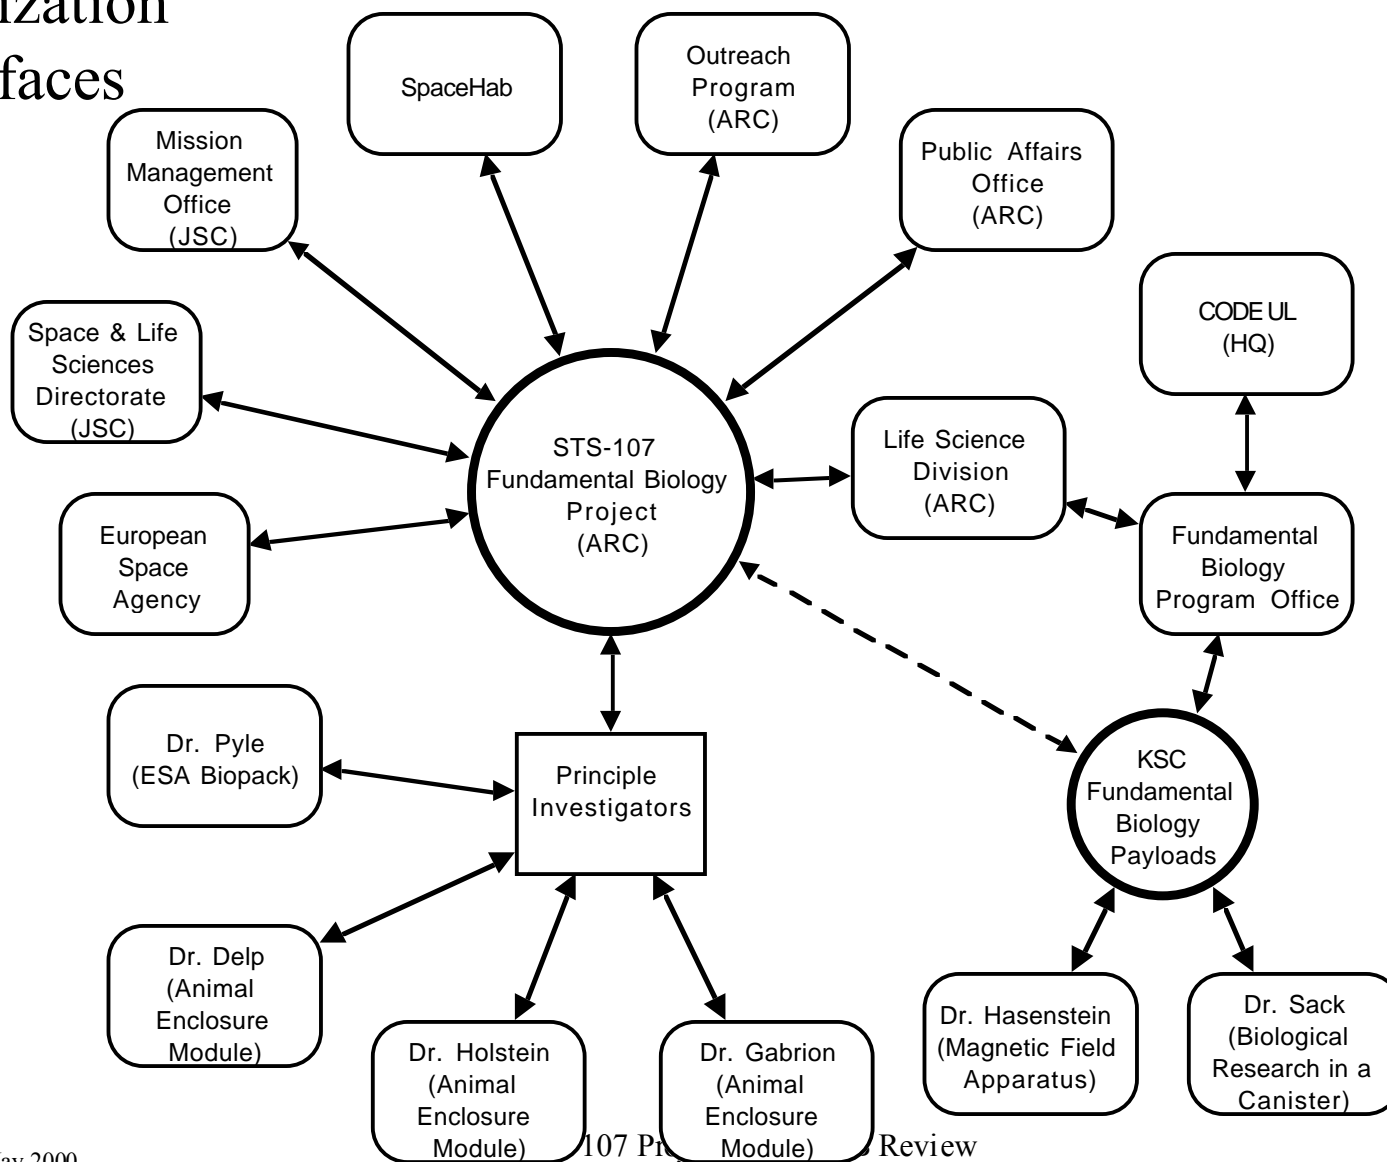 ization
faces
SpaceHab
Outreach
Program
(ARC)
Mission
Management
Office
(JSC)
Public Affairs
Office
(ARC)
Space & Life
Sciences
Directorate
(JSC)
CODE UL
(HQ)
STS-107
Fundamental Biology
Project
(ARC)
Life Science
Division
(ARC)
European
Space
Agency
Fundamental
Biology
Program Office
Dr. Pyle
(ESA Biopack)
Principle
Investigators
KSC
Fundamental
Biology
Payloads
Dr. Delp
(Animal
Enclosure
Module)
Dr. Holstein
(Animal
Enclosure
Module)
Dr. Gabrion
(Animal
Enclosure
Module)
Dr. Hasenstein
(Magnetic Field
Apparatus)
Dr. Sack
(Biological
Research in a
Canister)
107 Review
2000